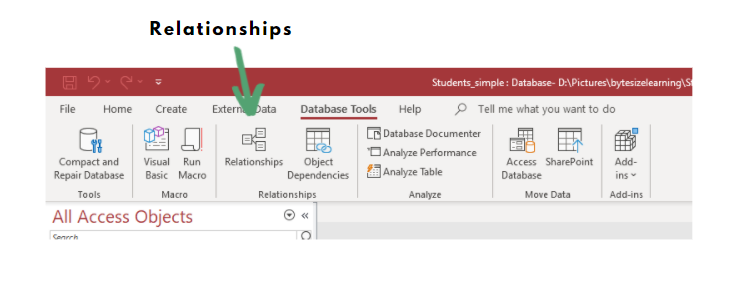 Relationships
Students_simple : Database- D:\Pictures\bytesizelearning\St
File Home Create External Data Database Tools Help Tell me what you want to do
Compact and
Repair Database
Visual
Basic
Run
Macro
Relationships
Object
Dependencies
Database Documenter
Analyze Performance
Analyze Table
Access
Database
SharePoint
Add-
ins
Tools Macro Relationships Analyze Move Data Add-ins
All Access Objects
Search